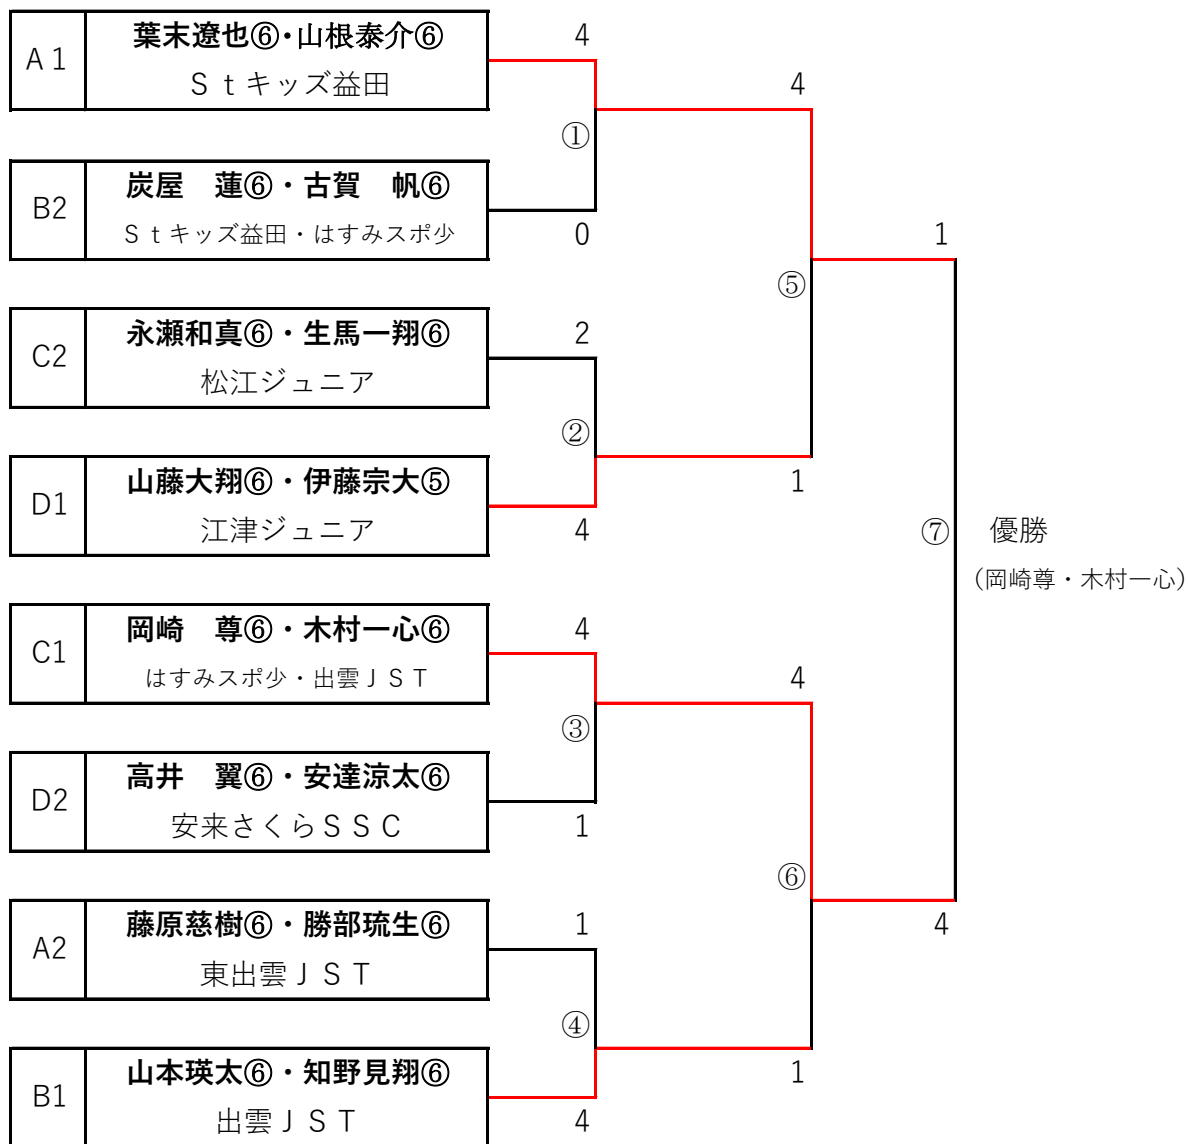 A 1
葉末遼也⑥・山根泰介⑥
Ｓｔキッズ益田
4
4
①
B2
炭屋　蓮⑥・古賀　帆⑥
Ｓｔキッズ益田・はすみスポ少
0
1
⑤
C2
永瀬和真⑥・生馬一翔⑥
松江ジュニア
2
②
D1
山藤大翔⑥・伊藤宗大⑤
江津ジュニア
4
1
⑦
優勝
（岡崎尊・木村一心）
C1
岡崎　尊⑥・木村一心⑥
はすみスポ少・出雲ＪＳＴ
4
4
③
D2
高井　翼⑥・安達涼太⑥
安来さくらＳＳＣ
1
⑥
A2
藤原慈樹⑥・勝部琉生⑥
東出雲ＪＳＴ
1
4
④
B1
山本瑛太⑥・知野見翔⑥
出雲ＪＳＴ
4
1